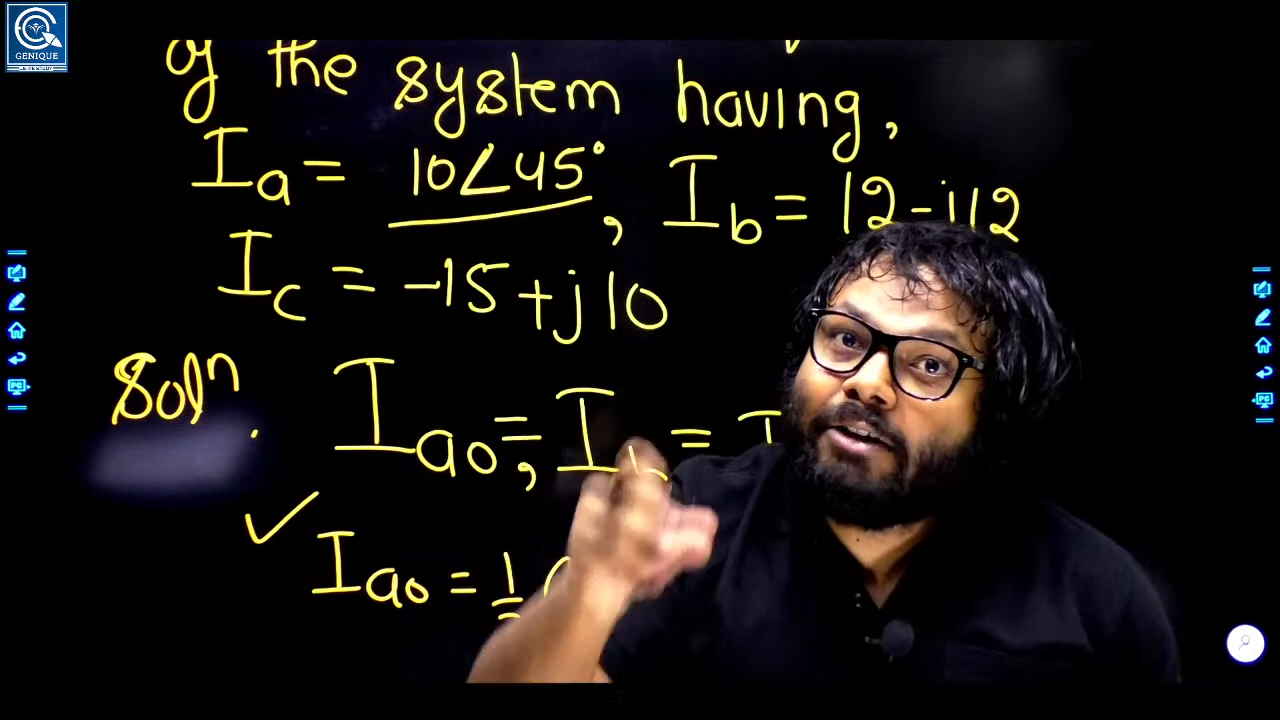 GENIQUE
of the system having,
Ia = 10∠45°, Ib = 12-j12
Ic = -15+j10
Soln. Ia0 = , I = I
✓ Ia0 = 1 (